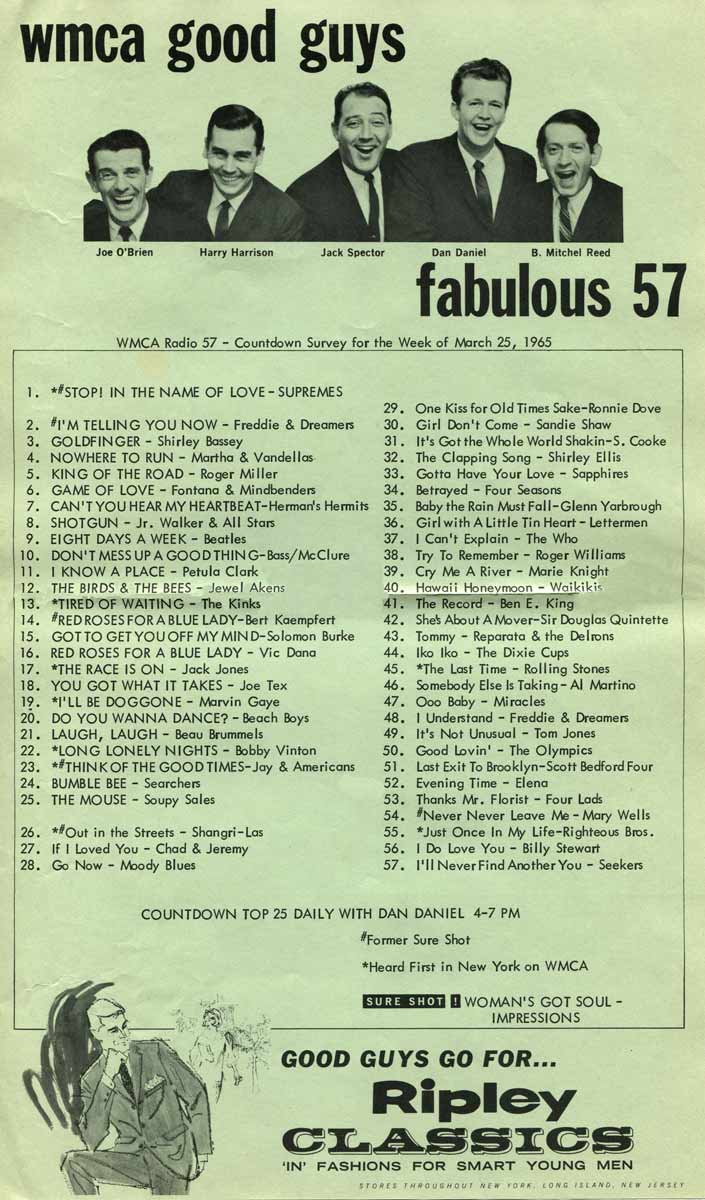 wmca good guys
Joe O'Brien
Harry Harrison
Jack Spector
Dan Daniel
B. Mitchel Reed
fabulous 57
WMCA Radio 57 - Countdown Survey for the Week of March 25, 1965
1. *#STOP! IN THE NAME OF LOVE - SUPREMES
2. #I'M TELLING YOU NOW - Freddie & Dreamers
3. GOLDFINGER - Shirley Bassey
4. NOWHERE TO RUN - Martha & Vandellas
5. KING OF THE ROAD - Roger Miller
6. GAME OF LOVE - Fontana & Mindbenders
7. CAN'T YOU HEAR MY HEARTBEAT-Herman's Hermits
8. SHOTGUN - Jr. Walker & All Stars
9. EIGHT DAYS A WEEK - Beatles
10. DON'T MESS UP A GOOD THING-Bass/McClure
11. I KNOW A PLACE - Petula Clark
12. THE BIRDS & THE BEES - Jewel Akens
13. *TIRED OF WAITING - The Kinks
14. #RED ROSES FOR A BLUE LADY-Bert Kaempfert
15. GOT TO GET YOU OFF MY MIND-Solomon Burke
16. RED ROSES FOR A BLUE LADY - Vic Dana
17. *THE RACE IS ON - Jack Jones
18. YOU GOT WHAT IT TAKES - Joe Tex
19. *I'LL BE DOGGONE - Marvin Gaye
20. DO YOU WANNA DANCE? - Beach Boys
21. LAUGH, LAUGH - Beau Brummels
22. *LONG LONELY NIGHTS - Bobby Vinton
23. *#THINK OF THE GOOD TIMES-Jay & Americans
24. BUMBLE BEE - Searchers
25. THE MOUSE - Soupy Sales
26. *#Out in the Streets - Shangri-Las
27. If I Loved You - Chad & Jeremy
28. Go Now - Moody Blues
29. One Kiss for Old Times Sake-Ronnie Dove
30. Girl Don't Come - Sandie Shaw
31. It's Got the Whole World Shakin-S. Cooke
32. The Clapping Song - Shirley Ellis
33. Gotta Have Your Love - Sapphires
34. Betrayed - Four Seasons
35. Baby the Rain Must Fall-Glenn Yarbrough
36. Girl with A Little Tin Heart - Lettermen
37. I Can't Explain - The Who
38. Try To Remember - Roger Williams
39. Cry Me A River - Marie Knight
40. Hawaii Honeymoon - Waikikis
41. The Record - Ben E. King
42. She's About A Mover-Sir Douglas Quintette
43. Tommy - Reparata & the Delrons
44. Iko Iko - The Dixie Cups
45. *The Last Time - Rolling Stones
46. Somebody Else Is Taking - Al Martino
47. Ooo Baby - Miracles
48. I Understand - Freddie & Dreamers
49. It's Not Unusual - Tom Jones
50. Good Lovin' - The Olympics
51. Last Exit To Brooklyn-Scott Bedford Four
52. Evening Time - Elena
53. Thanks Mr. Florist - Four Lads
54. #Never Never Leave Me - Mary Wells
55. *Just Once In My Life-Righteous Bros.
56. I Do Love You - Billy Stewart
57. I'll Never Find Another You - Seekers
COUNTDOWN TOP 25 DAILY WITH DAN DANIEL 4-7 PM
#Former Sure Shot
*Heard First in New York on WMCA
SURE SHOT ! WOMAN'S GOT SOUL -
IMPRESSIONS
GOOD GUYS GO FOR...
Ripley
CLASSICS
'IN' FASHIONS FOR SMART YOUNG MEN
STORES THROUGHOUT NEW YORK, LONG ISLAND, NEW JERSEY